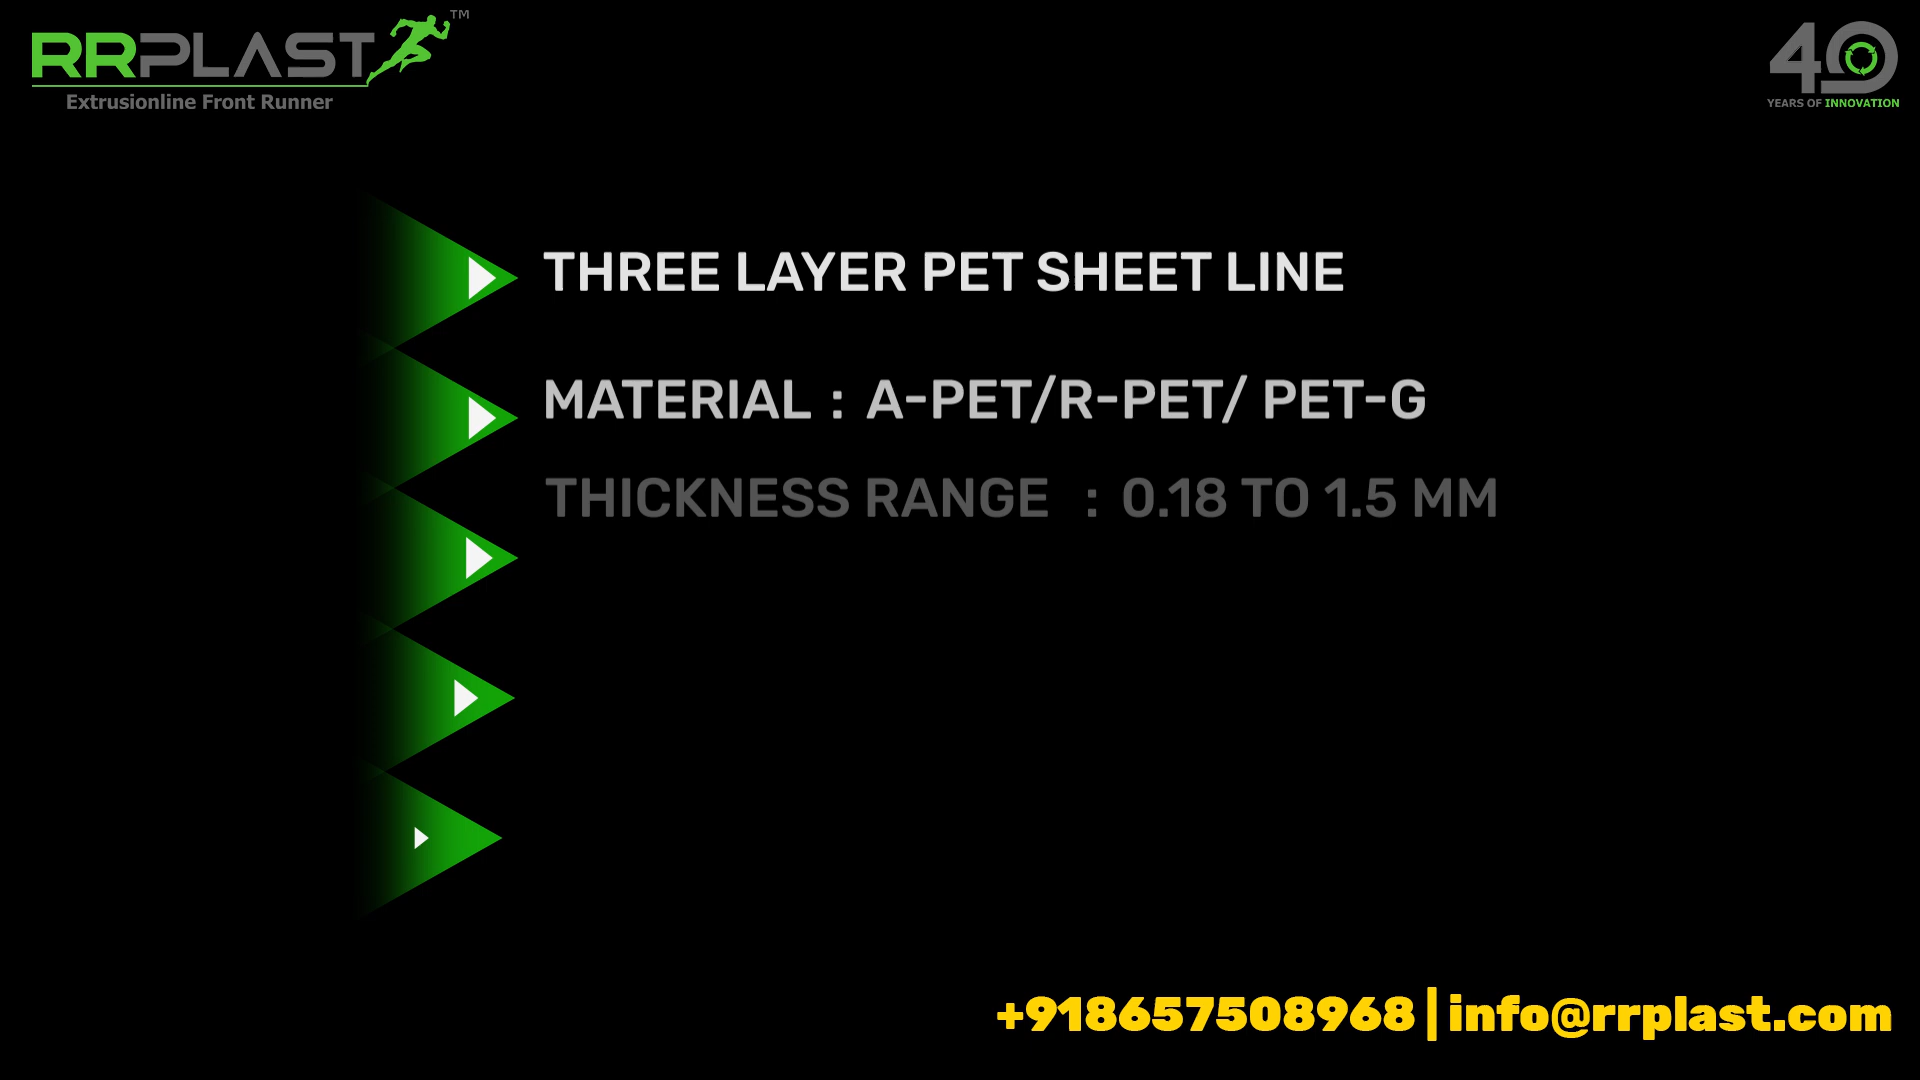 RRPLAST™
Extrusionline Front Runner
40
YEARS OF INNOVATION
THREE LAYER PET SHEET LINE
MATERIAL : A-PET/R-PET/ PET-G
THICKNESS RANGE : 0.18 TO 1.5 MM
+918657508968 | info@rrplast.com